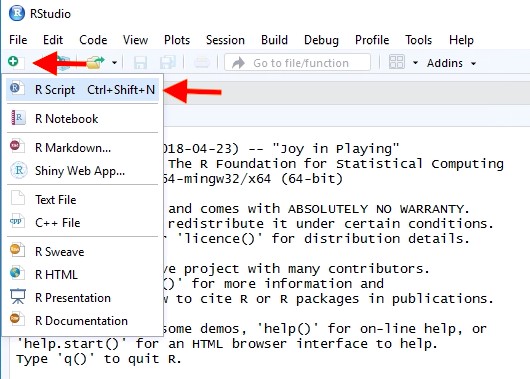 RStudio
File Edit Code View Plots Session Build Debug Profile Tools Help
Go to file/function Addins
R Script Ctrl+Shift+N
R Notebook
R Markdown...
Shiny Web App...
Text File
C++ File
R Sweave
R HTML
R Presentation
R Documentation
018-04-23) -- "Joy in Playing"
The R Foundation for Statistical Computing
64-mingw32/x64 (64-bit)
and comes with ABSOLUTELY NO WARRANTY.
redistribute it under certain conditions.
'licence()' for distribution details.
ve project with many contributors.
()' for more information and
w to cite R or R packages in publications.
ome demos, 'help()' for on-line help, or
'help.start()' for an HTML browser interface to help.
Type 'q()' to quit R.